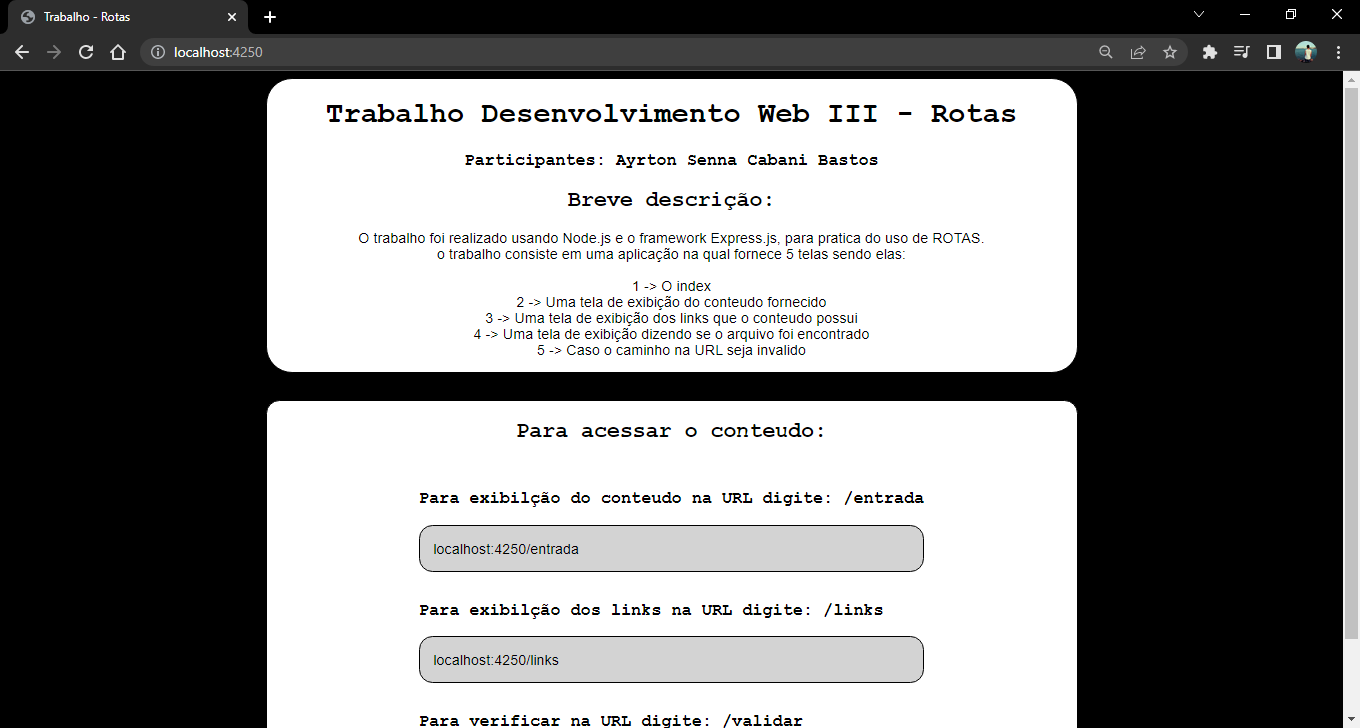 Trabalho - Rotas
localhost:4250
Trabalho Desenvolvimento Web III - Rotas
Participantes: Ayrton Senna Cabani Bastos
Breve descrição:
O trabalho foi realizado usando Node.js e o framework Express.js, para pratica do uso de ROTAS.
o trabalho consiste em uma aplicação na qual fornece 5 telas sendo elas:
1 -> O index
2 -> Uma tela de exibição do conteudo fornecido
3 -> Uma tela de exibição dos links que o conteudo possui
4 -> Uma tela de exibição dizendo se o arquivo foi encontrado
5 -> Caso o caminho na URL seja invalido
Para acessar o conteudo:
Para exibilção do conteudo na URL digite: /entrada
localhost:4250/entrada
Para exibilção dos links na URL digite: /links
localhost:4250/links
Para verificar na URL digite: /validar